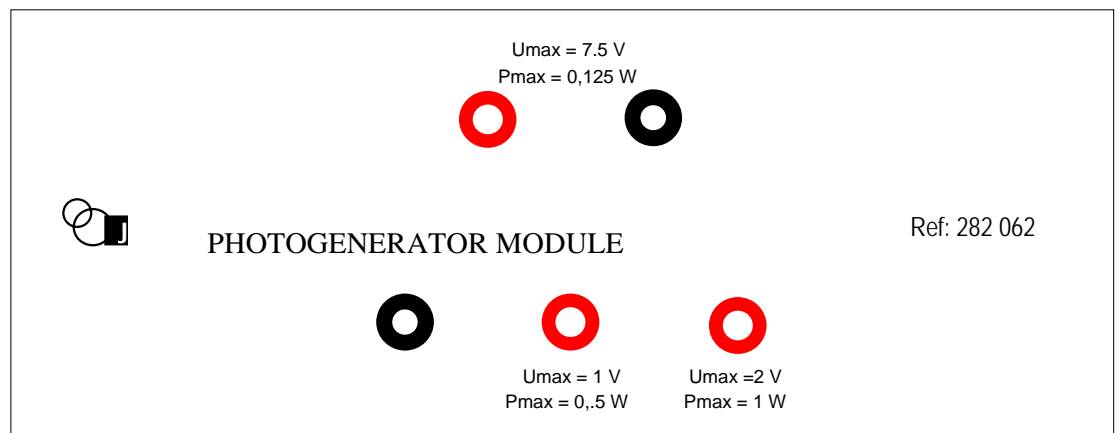 Umax = 7.5 V
Pmax = 0,125 W
J
PHOTOGENERATOR MODULE
Ref: 282 062
Umax = 1 V
Pmax = 0,.5 W
Umax =2 V
Pmax = 1 W